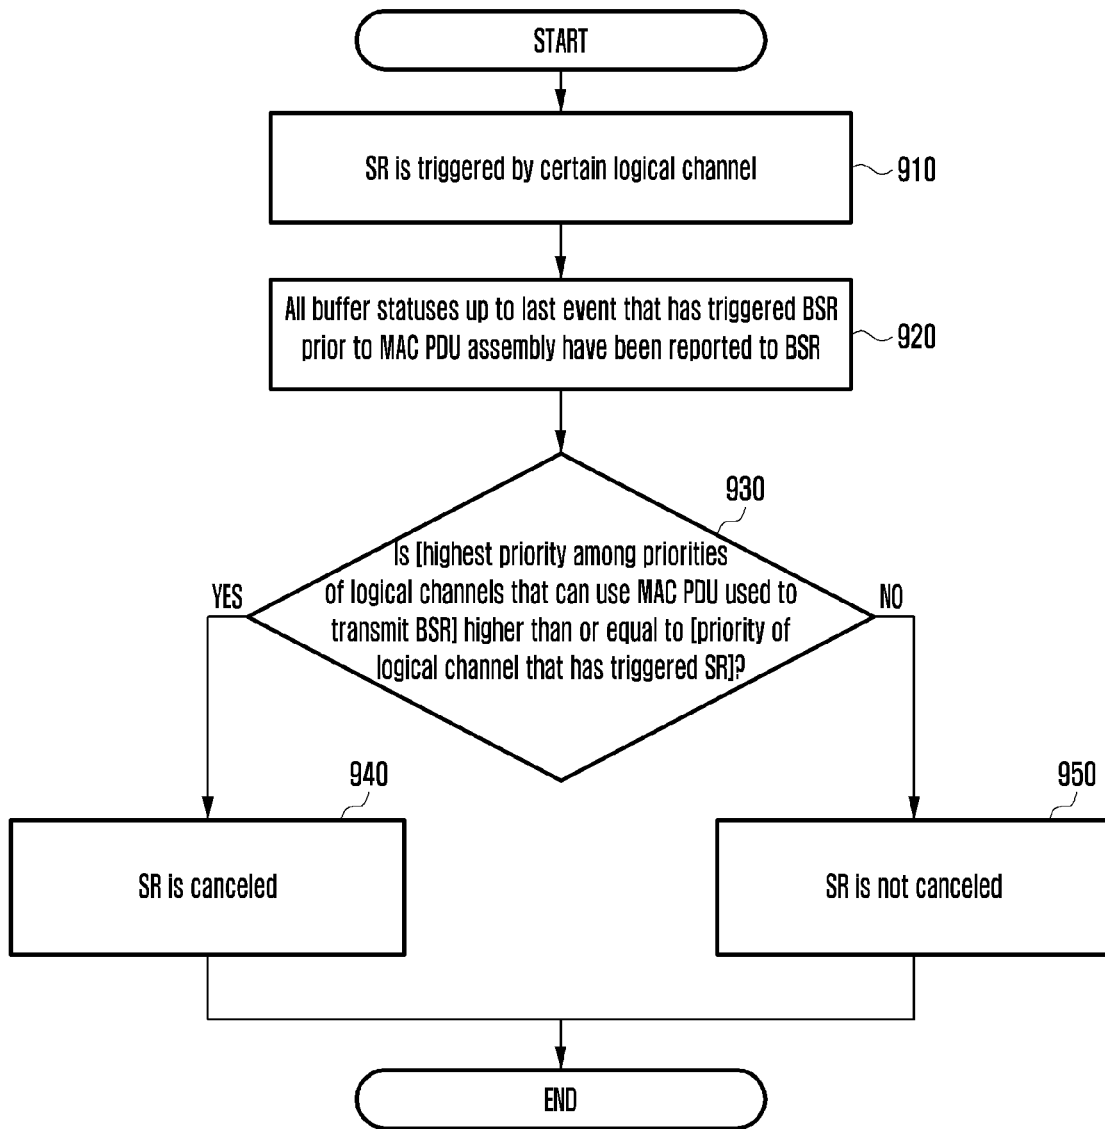 START
SR is triggered by certain logical channel
910
All buffer statuses up to last event that has triggered BSR
prior to MAC PDU assembly have been reported to BSR
920
930
Is [highest priority among priorities
of logical channels that can use MAC PDU used to
transmit BSR] higher than or equal to [priority of
logical channel that has triggered SR]?
YES
NO
940
SR is canceled
950
SR is not canceled
END